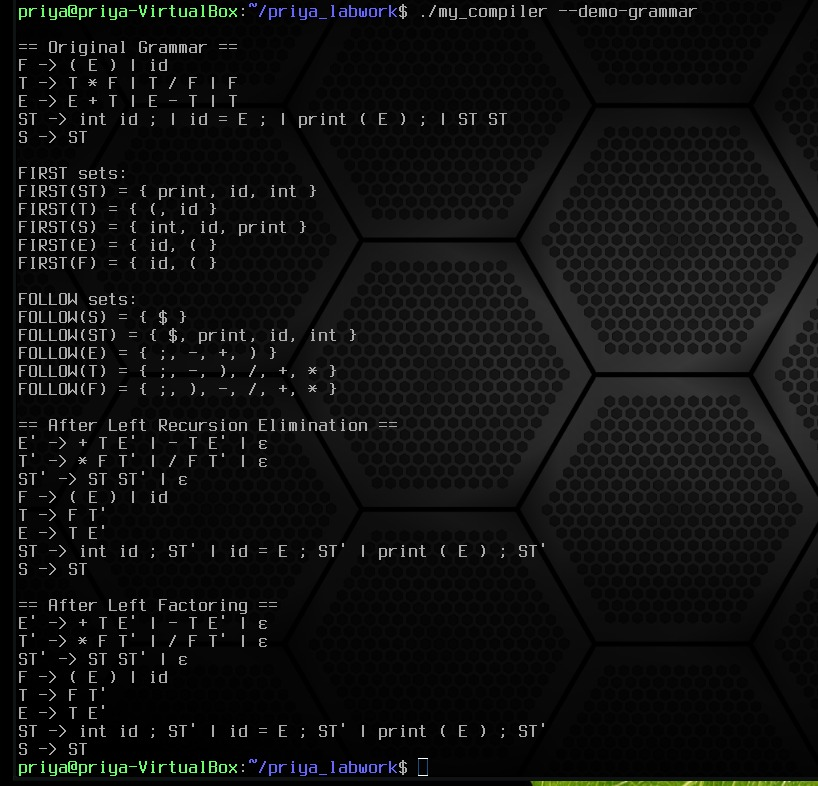 priya@priya-VirtualBox:~/priya_labwork$ ./my_compiler --demo-grammar
== Original Grammar ==
F -> ( E ) | id
T -> T * F | T / F | F
E -> E + T | E - T | T
ST -> int id ; | id = E ; | print ( E ) ; | ST ST
S -> ST
FIRST sets:
FIRST(ST) = { print, id, int }
FIRST(T) = { (, id }
FIRST(S) = { int, id, print }
FIRST(E) = { id, ( }
FIRST(F) = { id, ( }
FOLLOW sets:
FOLLOW(S) = { $ }
FOLLOW(ST) = { $, print, id, int }
FOLLOW(E) = { ;, -, +, ) }
FOLLOW(T) = { ;, -, ), /, +, * }
FOLLOW(F) = { ;, ), -, /, +, * }
== After Left Recursion Elimination ==
E' -> + T E' | - T E' | ε
T' -> * F T' | / F T' | ε
ST' -> ST ST' | ε
F -> ( E ) | id
T -> F T'
E -> T E'
ST -> int id ; ST' | id = E ; ST' | print ( E ) ; ST'
S -> ST
== After Left Factoring ==
E' -> + T E' | - T E' | ε
T' -> * F T' | / F T' | ε
ST' -> ST ST' | ε
F -> ( E ) | id
T -> F T'
E -> T E'
ST -> int id ; ST' | id = E ; ST' | print ( E ) ; ST'
S -> ST
priya@priya-VirtualBox:~/priya_labwork$